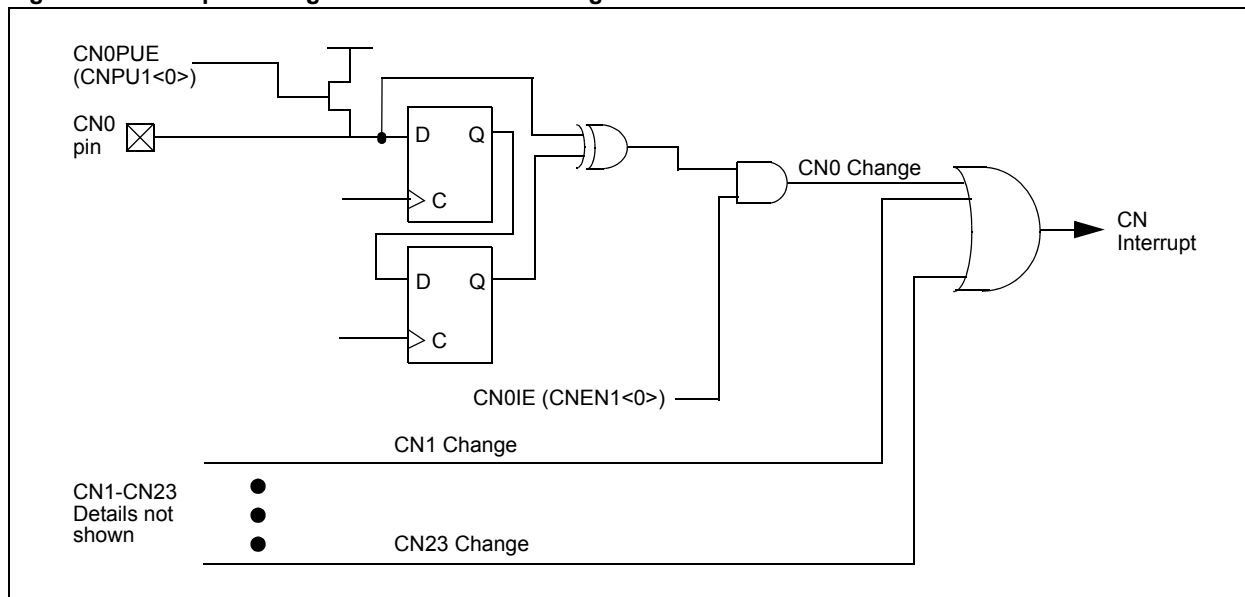 CN0PUE
(CNPU1<0>)
CN0
pin
D Q
C
D Q
C
CN0 Change
CN
Interrupt
CN0IE (CNEN1<0>)
CN1 Change
CN1-CN23
Details not
shown
CN23 Change